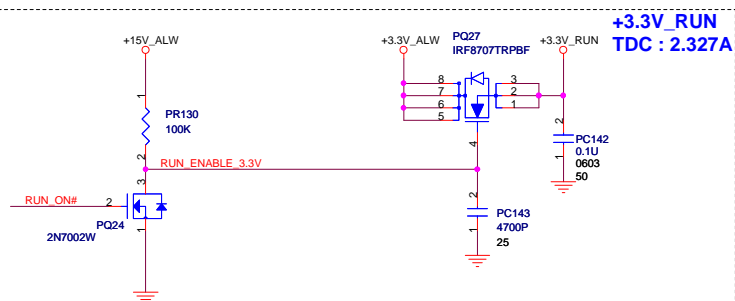 +3.3V_RUN
TDC : 2.327A
+15V_ALW
+3.3V_ALW
PQ27
IRF8707TRPBF
+3.3V_RUN
8
7
6
5
3
2
1
4
1
PR130
100K
2
RUN_ENABLE_3.3V
2
PC142
0.1U
0603
50
1
RUN_ON#
2
3
1
PQ24
2N7002W
2
PC143
4700P
25
1